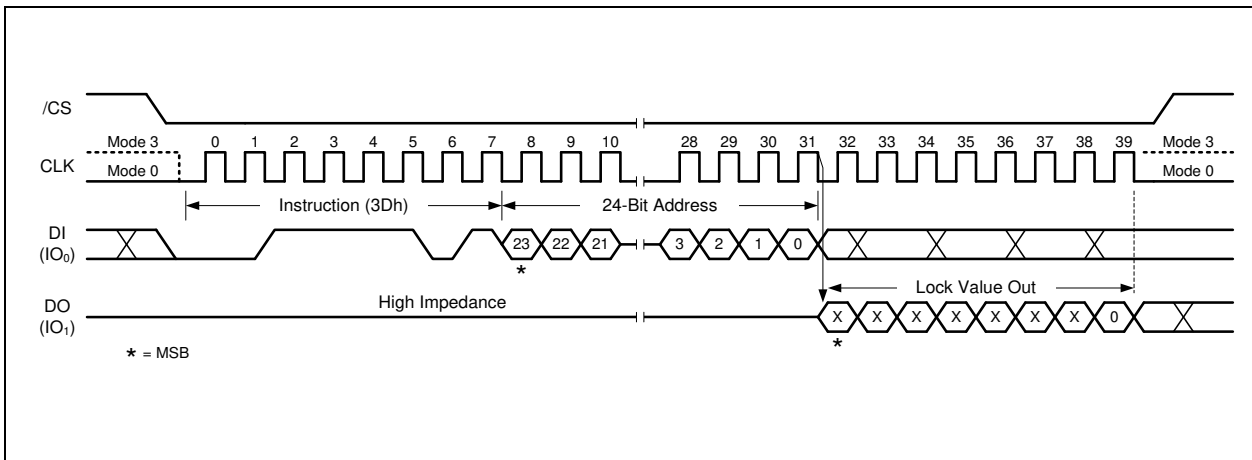 /CS
Mode 3 0 1 2 3 4 5 6 7 8 9 10 28 29 30 31 32 33 34 35 36 37 38 39 Mode 3
CLK Mode 0 Mode 0
Instruction (3Dh) 24-Bit Address
DI 23 22 21 3 2 1 0
(IO₀)
* Lock Value Out
DO High Impedance
(IO₁) X X X X X X X 0
*
* = MSB